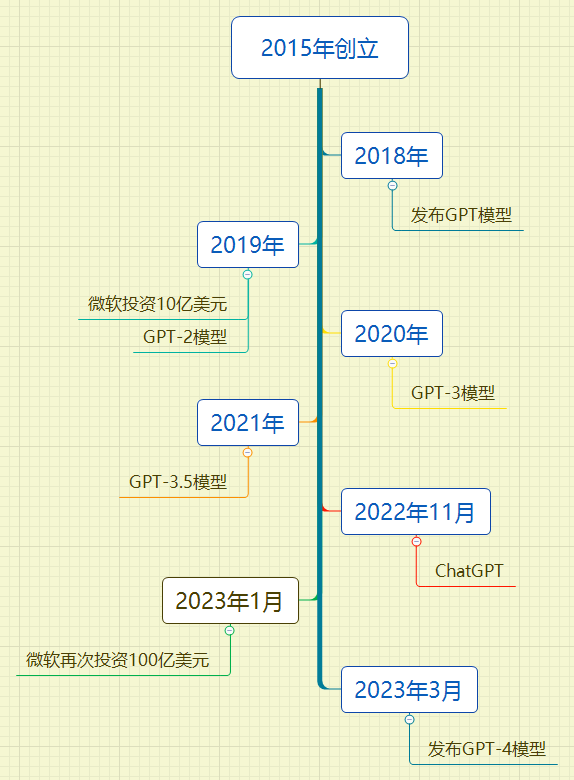 2015年创立
2018年
发布GPT模型
2019年
微软投资10亿美元
GPT-2模型
2020年
GPT-3模型
2021年
GPT-3.5模型
2022年11月
ChatGPT
2023年1月
微软再次投资100亿美元
2023年3月
发布GPT-4模型